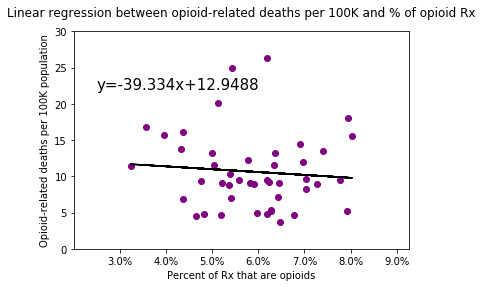 Linear regression between opioid-related deaths per 100K and % of opioid Rx
Opioid-related deaths per 100K population
30
25
20
15
10
5
0
y=-39.334x+12.9488
3.0% 4.0% 5.0% 6.0% 7.0% 8.0% 9.0%
Percent of Rx that are opioids